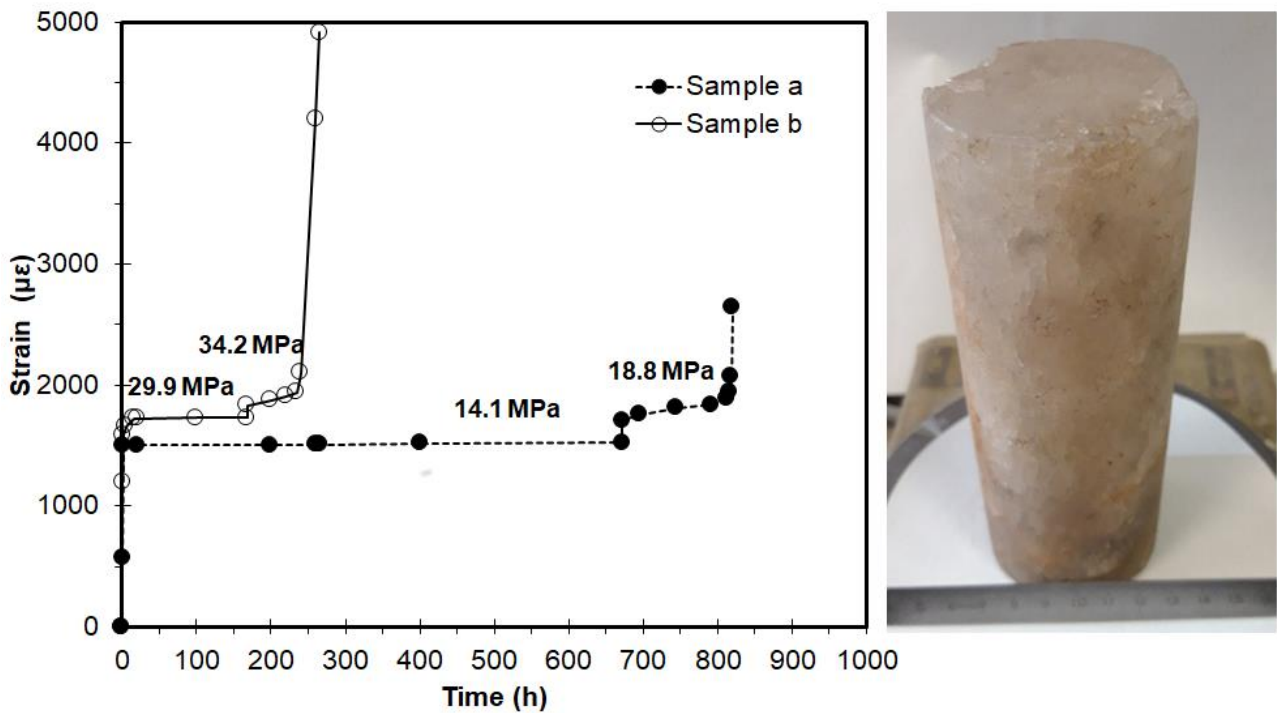 5000
4000
3000
2000
1000
0
Strain (με)
Sample a
Sample b
34.2 MPa
29.9 MPa
14.1 MPa
18.8 MPa
0 100 200 300 400 500 600 700 800 900 1000
Time (h)